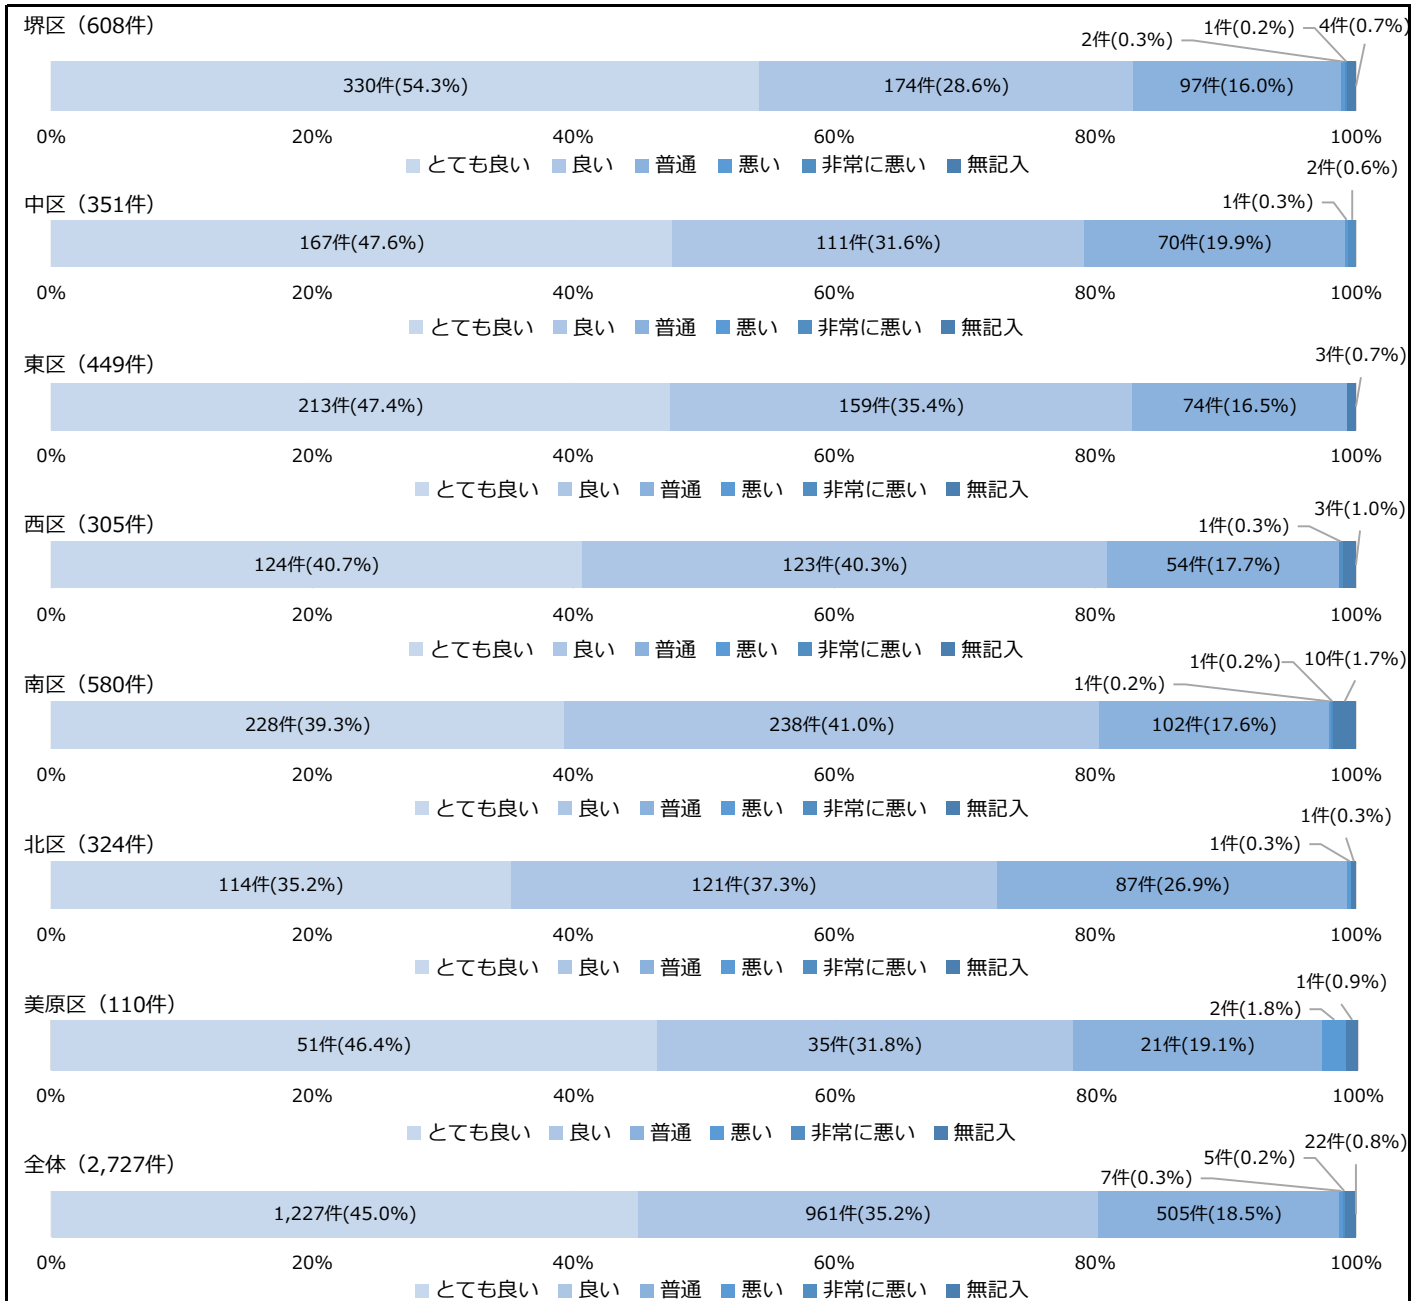 堺区（608件）
2件(0.3%) 1件(0.2%) 4件(0.7%)
330件(54.3%) 174件(28.6%) 97件(16.0%)
0% 20% 40% 60% 80% 100%
とても良い 良い 普通 悪い 非常に悪い 無記入
中区（351件）
1件(0.3%) 2件(0.6%)
167件(47.6%) 111件(31.6%) 70件(19.9%)
0% 20% 40% 60% 80% 100%
とても良い 良い 普通 悪い 非常に悪い 無記入
東区（449件）
3件(0.7%)
213件(47.4%) 159件(35.4%) 74件(16.5%)
0% 20% 40% 60% 80% 100%
とても良い 良い 普通 悪い 非常に悪い 無記入
西区（305件）
1件(0.3%) 3件(1.0%)
124件(40.7%) 123件(40.3%) 54件(17.7%)
0% 20% 40% 60% 80% 100%
とても良い 良い 普通 悪い 非常に悪い 無記入
南区（580件）
1件(0.2%) 1件(0.2%) 10件(1.7%)
228件(39.3%) 238件(41.0%) 102件(17.6%)
0% 20% 40% 60% 80% 100%
とても良い 良い 普通 悪い 非常に悪い 無記入
北区（324件）
1件(0.3%) 1件(0.3%)
114件(35.2%) 121件(37.3%) 87件(26.9%)
0% 20% 40% 60% 80% 100%
とても良い 良い 普通 悪い 非常に悪い 無記入
美原区（110件）
2件(1.8%) 1件(0.9%)
51件(46.4%) 35件(31.8%) 21件(19.1%)
0% 20% 40% 60% 80% 100%
とても良い 良い 普通 悪い 非常に悪い 無記入
全体（2,727件）
7件(0.3%) 5件(0.2%) 22件(0.8%)
1,227件(45.0%) 961件(35.2%) 505件(18.5%)
0% 20% 40% 60% 80% 100%
とても良い 良い 普通 悪い 非常に悪い 無記入